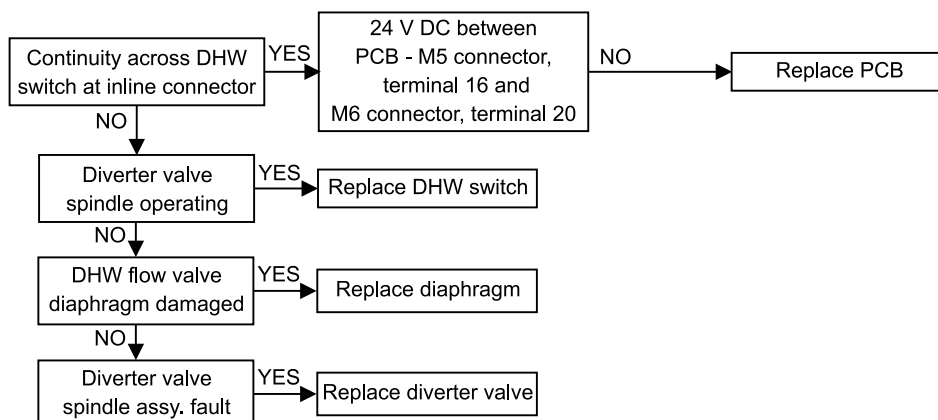 Continuity across DHW
switch at inline connector
YES
24 V DC between
PCB - M5 connector,
terminal 16 and
M6 connector, terminal 20
NO
Replace PCB
NO
Diverter valve
spindle operating
YES
Replace DHW switch
NO
DHW flow valve
diaphragm damaged
YES
Replace diaphragm
NO
Diverter valve
spindle assy. fault
YES
Replace diverter valve